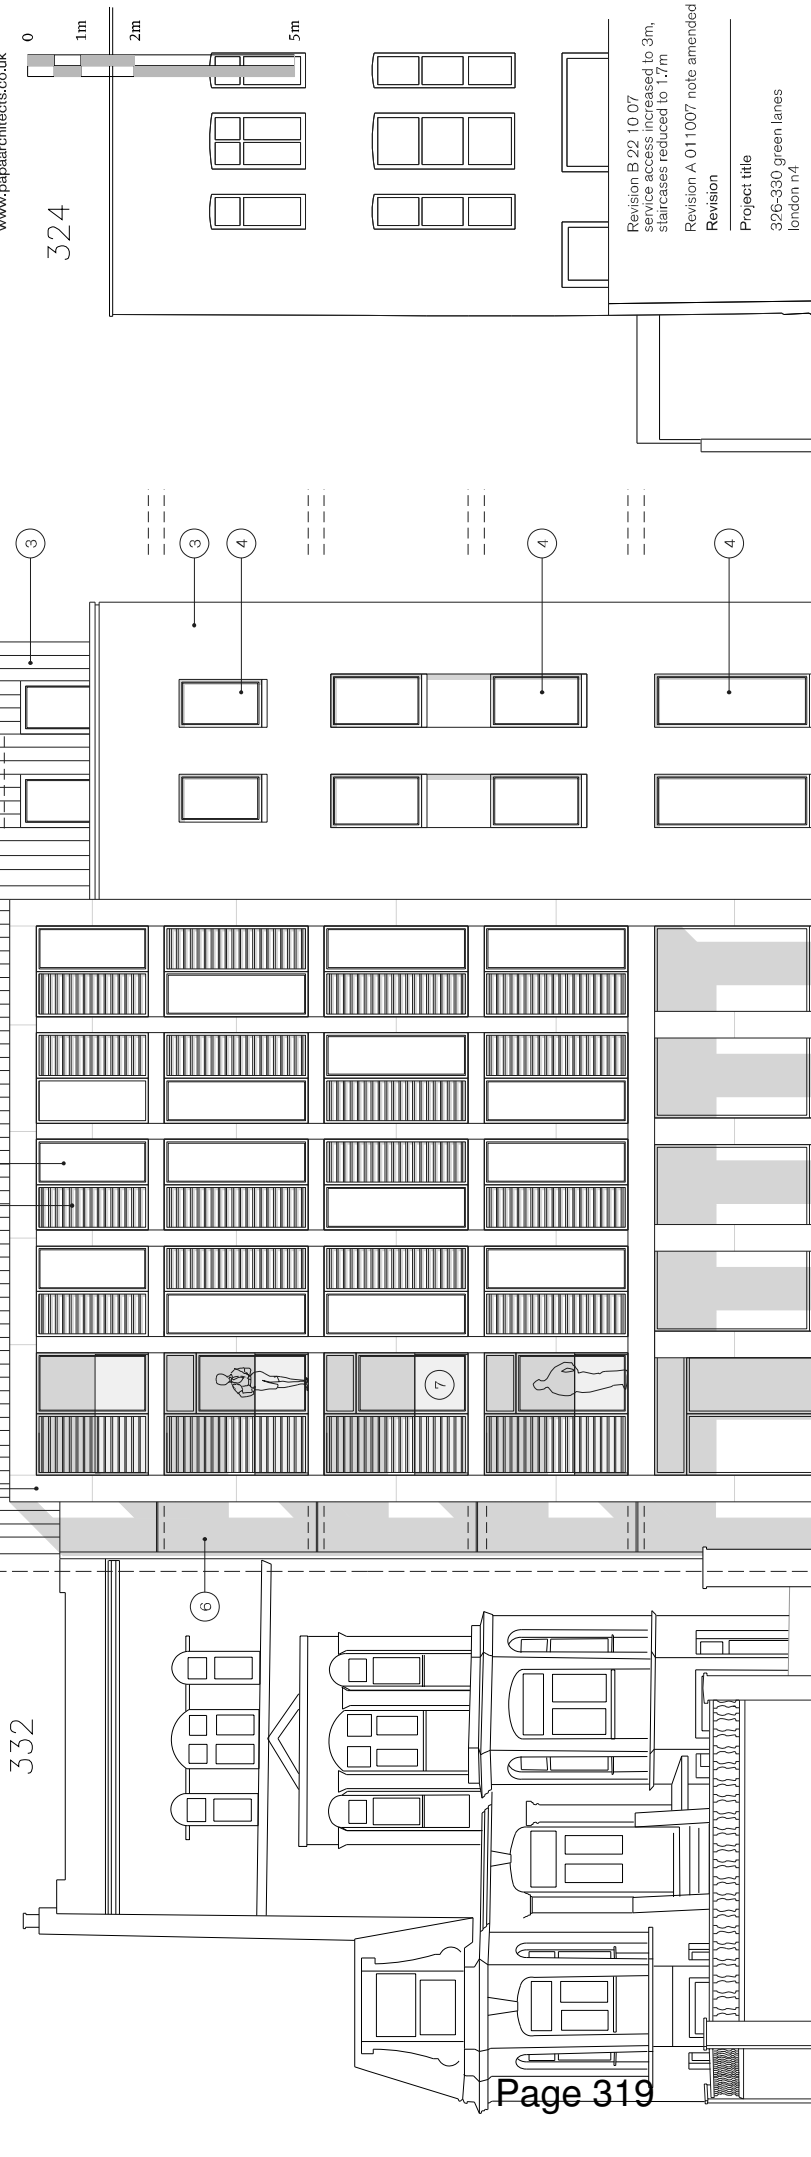 www.papaarchitects.co.uk
0
1m
2m
5m
324
Revision B 22 10 07
service access increased to 3m,
staircases reduced to 1.7m
Revision A 011007 note amended
Revision
Project title
326-330 green lanes
london n4
3
3
4
4
4
7
6
332
Page 319